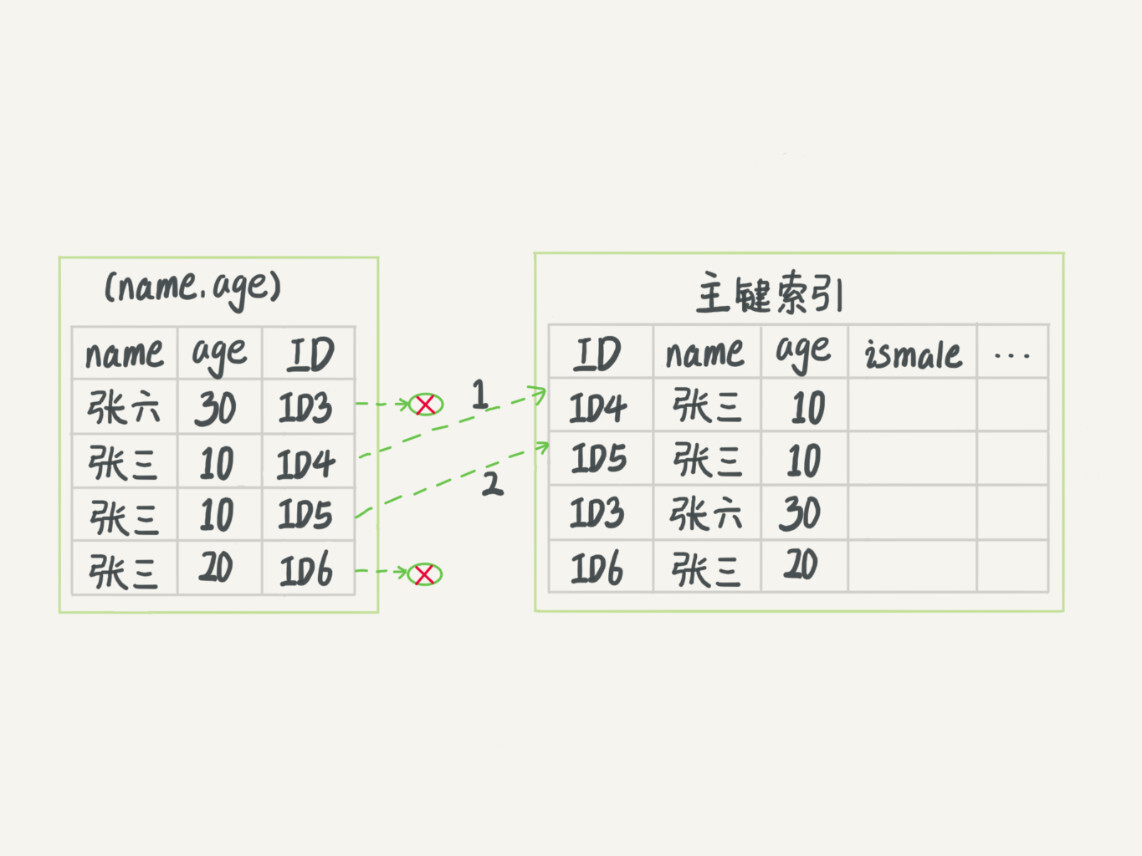 (name.age)
name age ID
张六 30 ID3
张三 10 ID4
张三 10 ID5
张三 20 ID6
1
2
主键索引
ID name age ismale ...
ID4 张三 10
ID5 张三 10
ID3 张六 30
ID6 张三 20